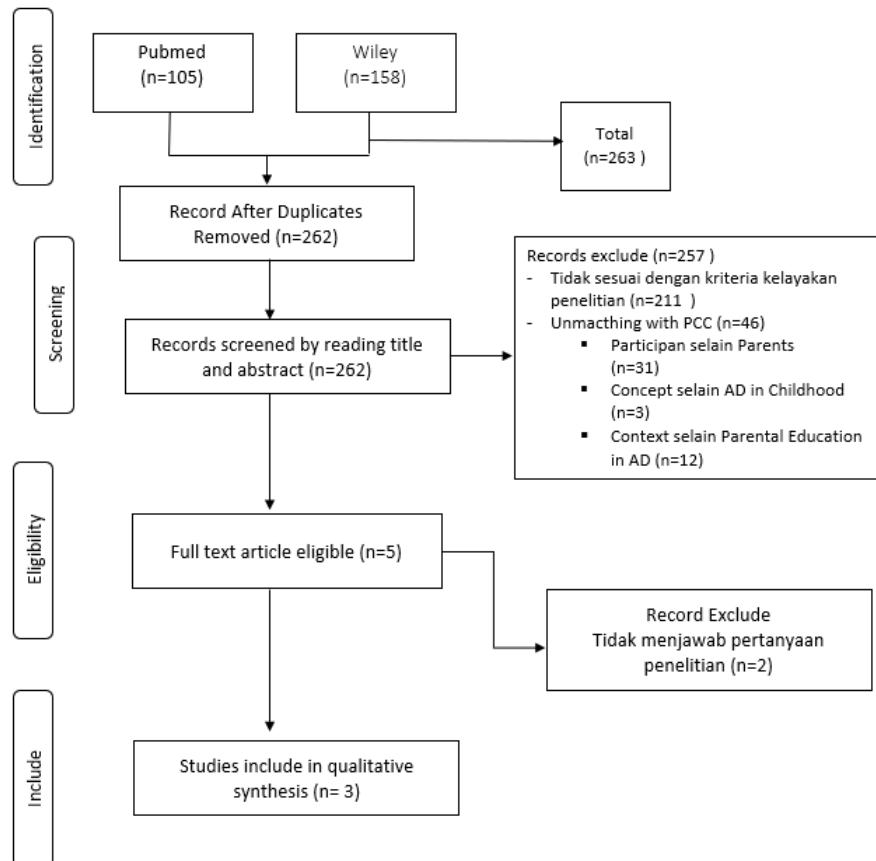 Identification
Pubmed
(n=105)
Wiley
(n=158)
Total
(n=263 )
Record After Duplicates
Removed (n=262)
Screening
Records screened by reading title
and abstract (n=262)
Records exclude (n=257 )
- Tidak sesuai dengan kriteria kelayakan
penelitian (n=211 )
- Unmacthing with PCC (n=46)
▪ Participan selain Parents
(n=31)
▪ Concept selain AD in Childhood
(n=3)
▪ Context selain Parental Education
in AD (n=12)
Eligibility
Full text article eligible (n=5)
Record Exclude
Tidak menjawab pertanyaan
penelitian (n=2)
Include
Studies include in qualitative
synthesis (n= 3)